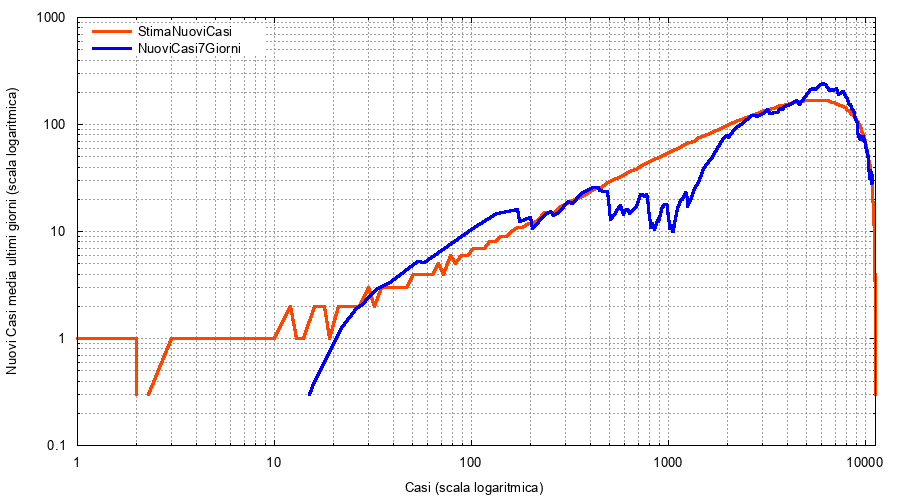 1000
StimaNuoviCasi
NuoviCasi7Giorni
100
10
1
0.1
Nuovi Casi media ultimi giorni (scala logaritmica)
1 10 100 1000 10000
Casi (scala logaritmica)